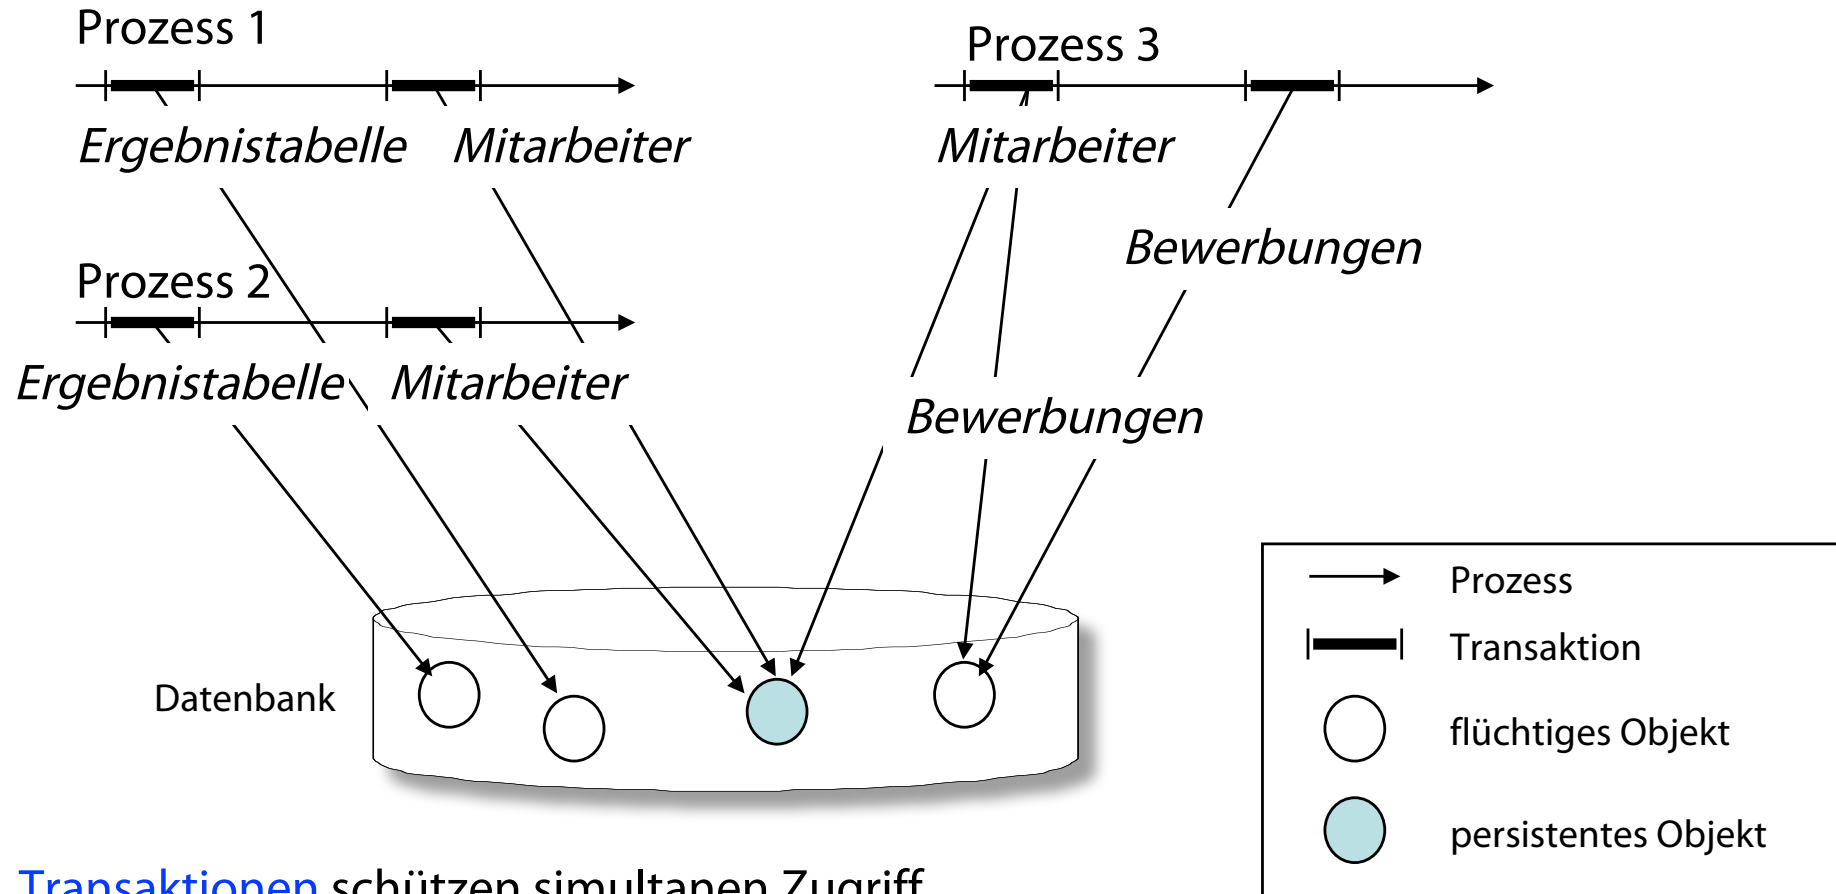 Prozess 1
Prozess 3
Ergebnistabelle
Mitarbeiter
Mitarbeiter
Bewerbungen
Prozess 2
Ergebnistabelle
Mitarbeiter
Bewerbungen
Datenbank
Prozess
Transaktion
flüchtiges Objekt
persistentes Objekt
Transaktionen schützen simultanen Zugriff